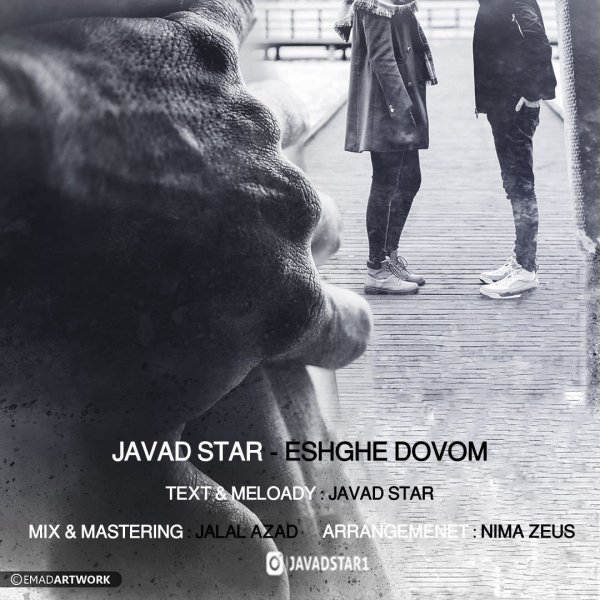 JAVAD STAR - ESHGHE DOVOM
TEXT & MELOADY : JAVAD STAR
MIX & MASTERING : JALAL AZAD ARRANGEMENET : NIMA ZEUS
JAVADSTAR1
©EMADARTWORK